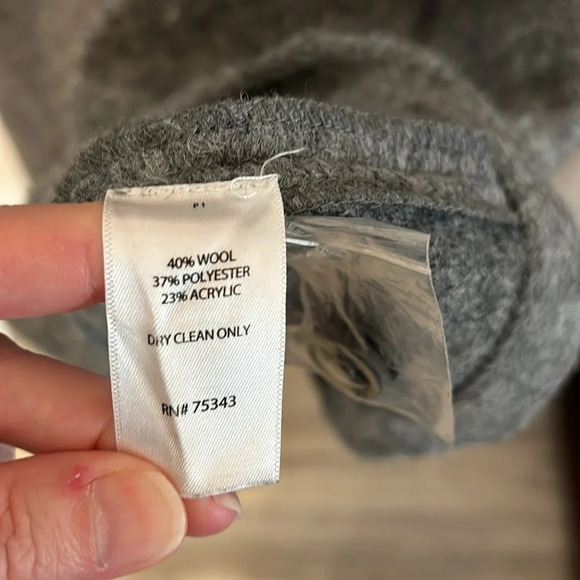 P1
40% WOOL
37% POLYESTER
23% ACRYLIC
DRY CLEAN ONLY
RN# 75343